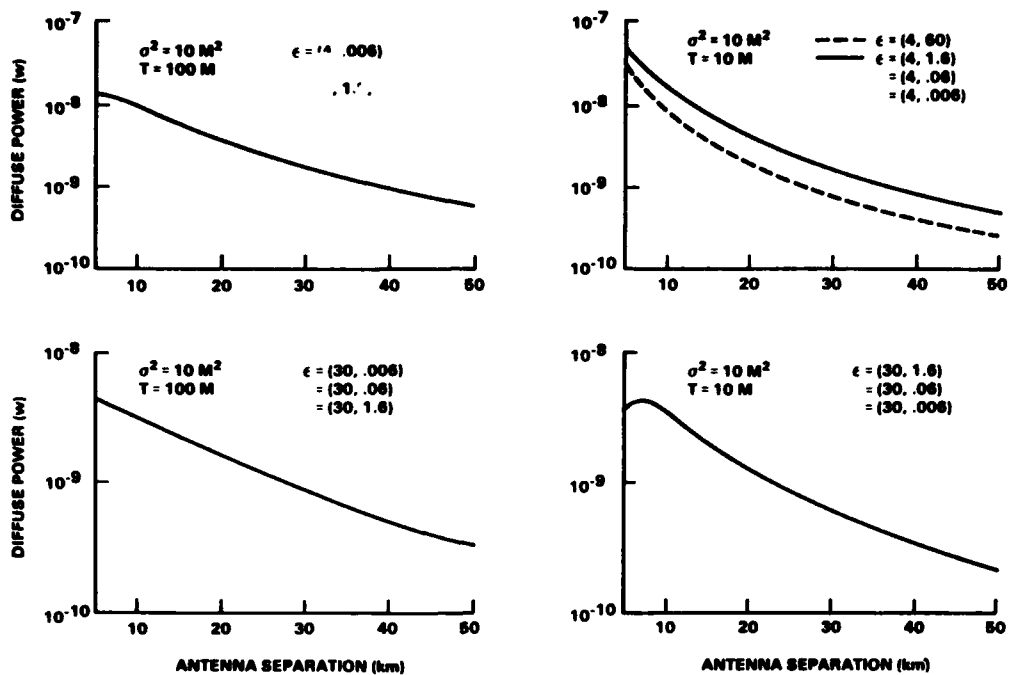 DIFFUSE POWER (w)
10-7
10-8
10-9
10-10
σ2 = 10 M2
T = 100 M
ϵ = (4 .006)
10 20 30 40 50
10-7
10-8
10-9
10-10
σ2 = 10 M2
T = 10 M
ϵ = (4, 60)
ϵ = (4, 1.6)
= (4, .06)
= (4, .006)
10 20 30 40 50
DIFFUSE POWER (w)
10-8
10-9
10-10
σ2 = 10 M2
T = 100 M
ϵ = (30, .006)
= (30, .06)
= (30, 1.6)
10 20 30 40 50
ANTENNA SEPARATION (km)
10-8
10-9
10-10
σ2 = 10 M2
T = 10 M
ϵ = (30, 1.6)
= (30, .06)
= (30, .006)
10 20 30 40 50
ANTENNA SEPARATION (km)